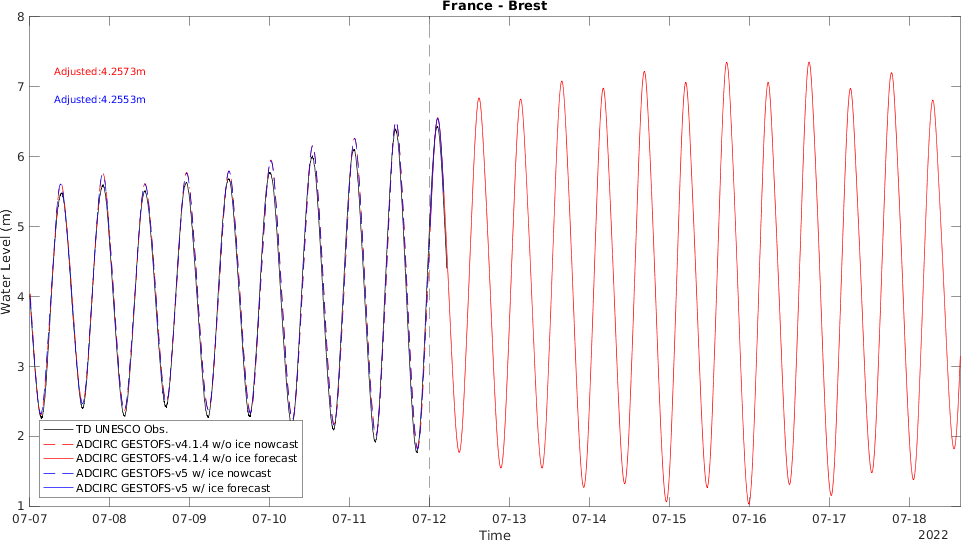 France - Brest
8
7
6
5
4
3
2
1
Water Level (m)
Adjusted:4.2573m
Adjusted:4.2553m
TD UNESCO Obs.
ADCIRC GESTOFS-v4.1.4 w/o ice nowcast
ADCIRC GESTOFS-v4.1.4 w/o ice forecast
ADCIRC GESTOFS-v5 w/ ice nowcast
ADCIRC GESTOFS-v5 w/ ice forecast
07-07 07-08 07-09 07-10 07-11 07-12 07-13 07-14 07-15 07-16 07-17 07-18
Time
2022